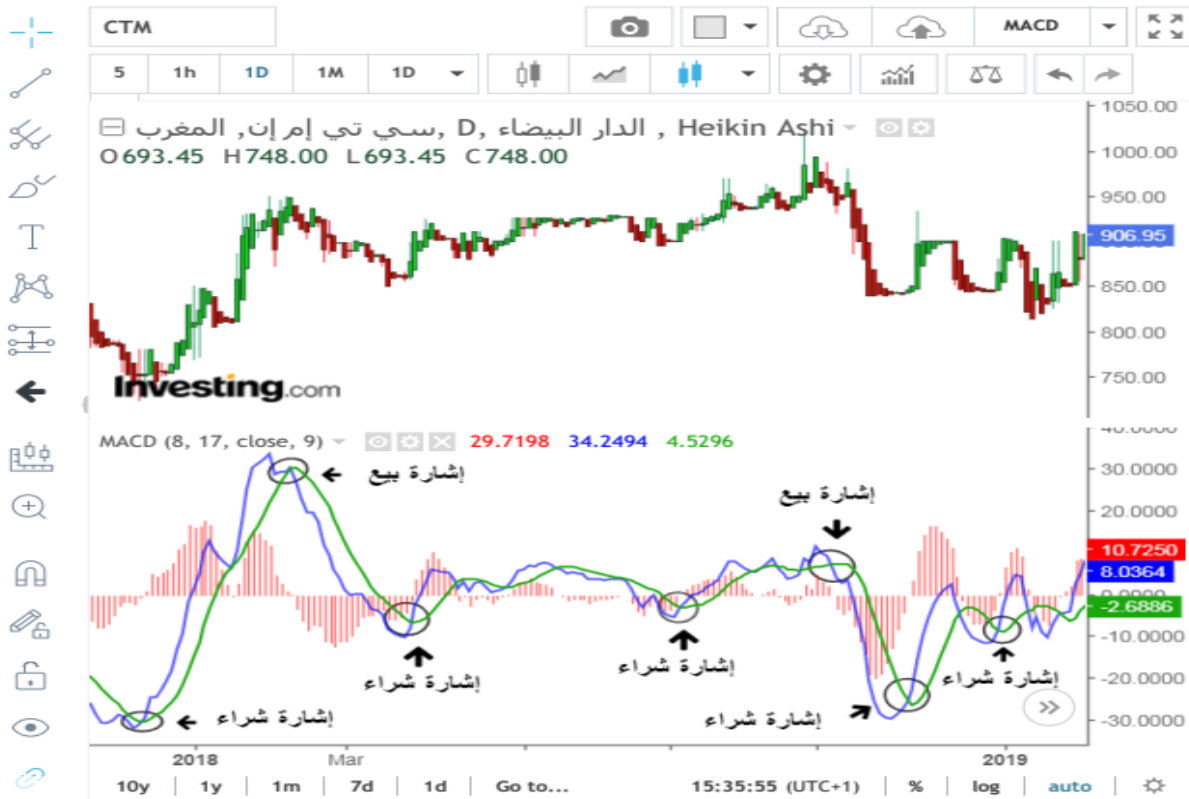 CTM
MACD
5 1h 1D 1M 1D
سي تي إم إن, المغرب, D, الدار البيضاء, Heikin Ashi
O693.45 H748.00 L693.45 C748.00
1050.00
1000.00
950.00
906.95
850.00
800.00
750.00
Investing.com
MACD (8, 17, close, 9) 29.7198 34.2494 4.5296
40.0000
30.0000
20.0000
10.7250
8.0364
0.0000
-2.6886
-10.0000
-20.0000
-30.0000
إشارة بيع
إشارة بيع
إشارة شراء
إشارة شراء
إشارة شراء
إشارة شراء
إشارة شراء
2018 Mar 2019
10y 1y 1m 7d 1d Go to... 15:35:55 (UTC+1) % log auto